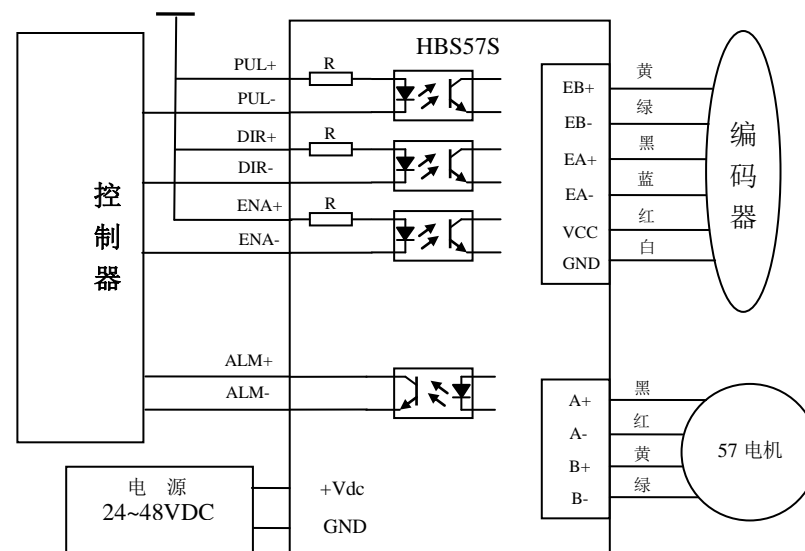 HBS57S
PUL+
R
PUL-
DIR+
R
DIR-
ENA+
R
ENA-
控制器
ALM+
ALM-
电 源
24~48VDC
+Vdc
GND
EB+
黄
EB-
绿
EA+
黑
EA-
蓝
VCC
红
GND
白
编码器
A+
黑
A-
红
B+
黄
B-
绿
57 电机